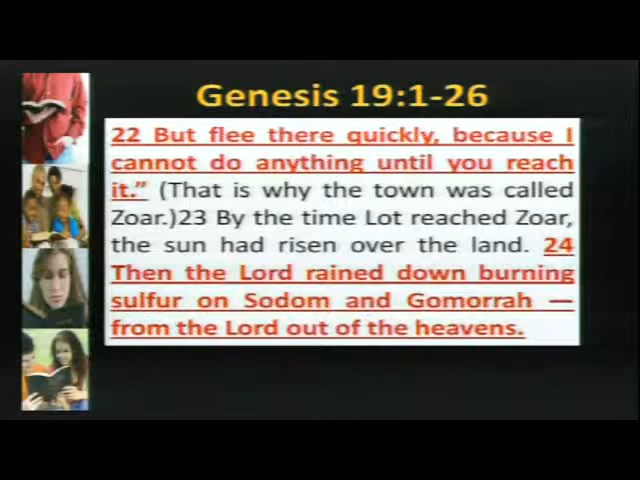 Genesis 19:1-26
22 But flee there quickly, because I
cannot do anything until you reach
it.” (That is why the town was called
Zoar.)23 By the time Lot reached Zoar,
the sun had risen over the land. 24
Then the Lord rained down burning
sulfur on Sodom and Gomorrah —
from the Lord out of the heavens.